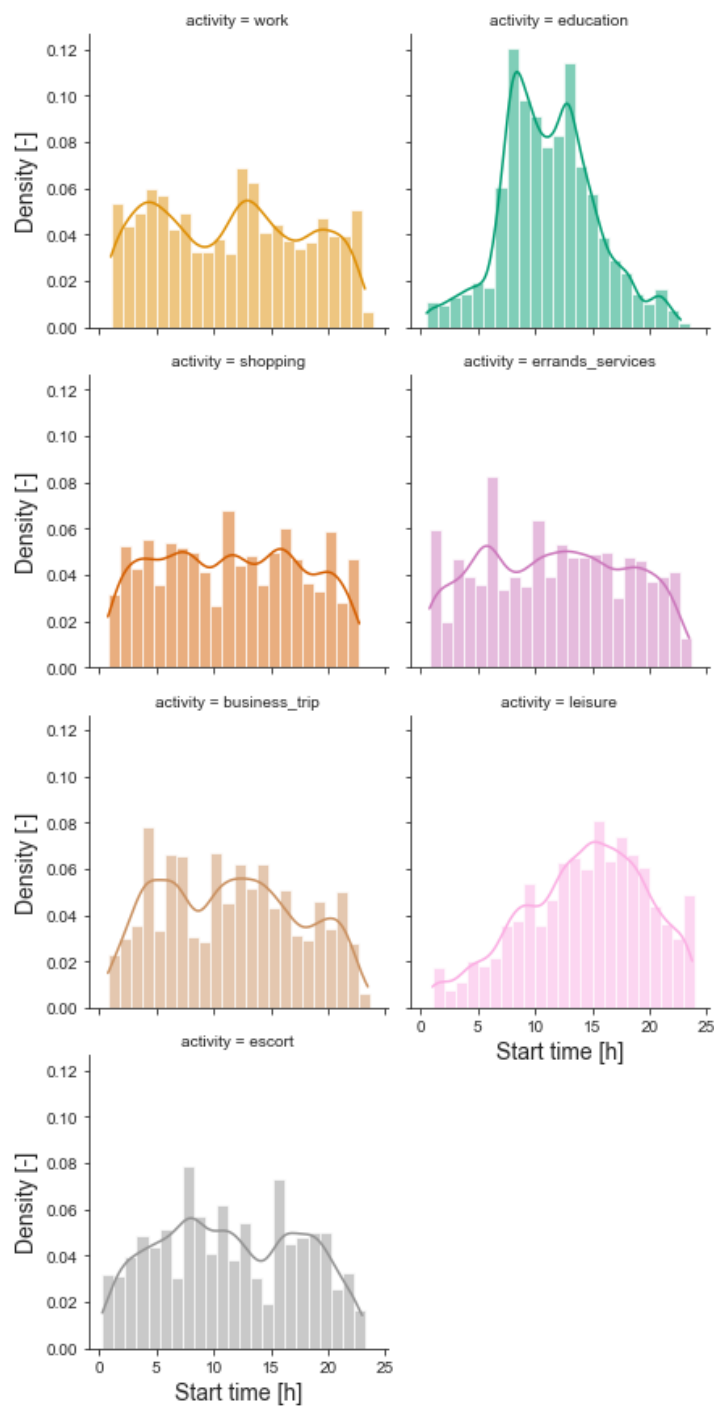 activity = work
activity = education
0.12
0.10
0.08
0.06
0.04
0.02
0.00
Density [-]
activity = shopping
activity = errands_services
0.12
0.10
0.08
0.06
0.04
0.02
0.00
Density [-]
activity = business_trip
activity = leisure
0.12
0.10
0.08
0.06
0.04
0.02
0.00
Density [-]
0 5 10 15 20 25
Start time [h]
activity = escort
0.12
0.10
0.08
0.06
0.04
0.02
0.00
Density [-]
0 5 10 15 20 25
Start time [h]